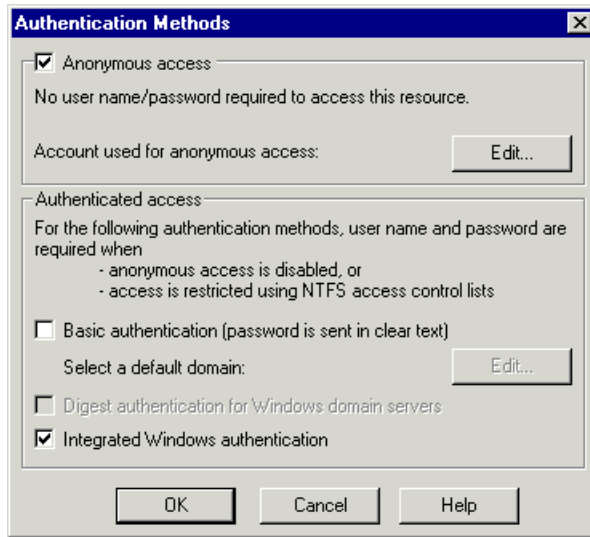 Authentication Methods
Anonymous access
No user name/password required to access this resource.
Account used for anonymous access:
Edit...
Authenticated access
For the following authentication methods, user name and password are
required when
- anonymous access is disabled, or
- access is restricted using NTFS access control lists
Basic authentication (password is sent in clear text)
Select a default domain:
Edit...
Digest authentication for Windows domain servers
Integrated Windows authentication
OK
Cancel
Help